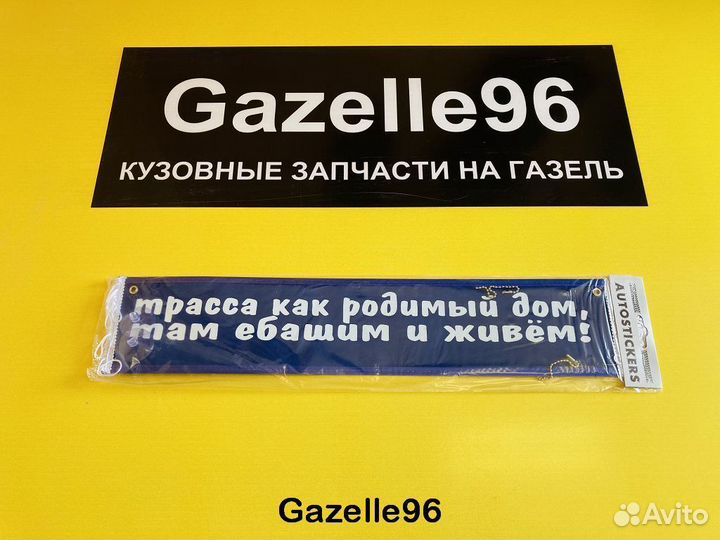 Gazelle96
КУЗОВНЫЕ ЗАПЧАСТИ НА ГАЗЕЛЬ
трасса как родимый дом,
там ебашим и живём!
AUTOSTICKERS
Gazelle96
Avito